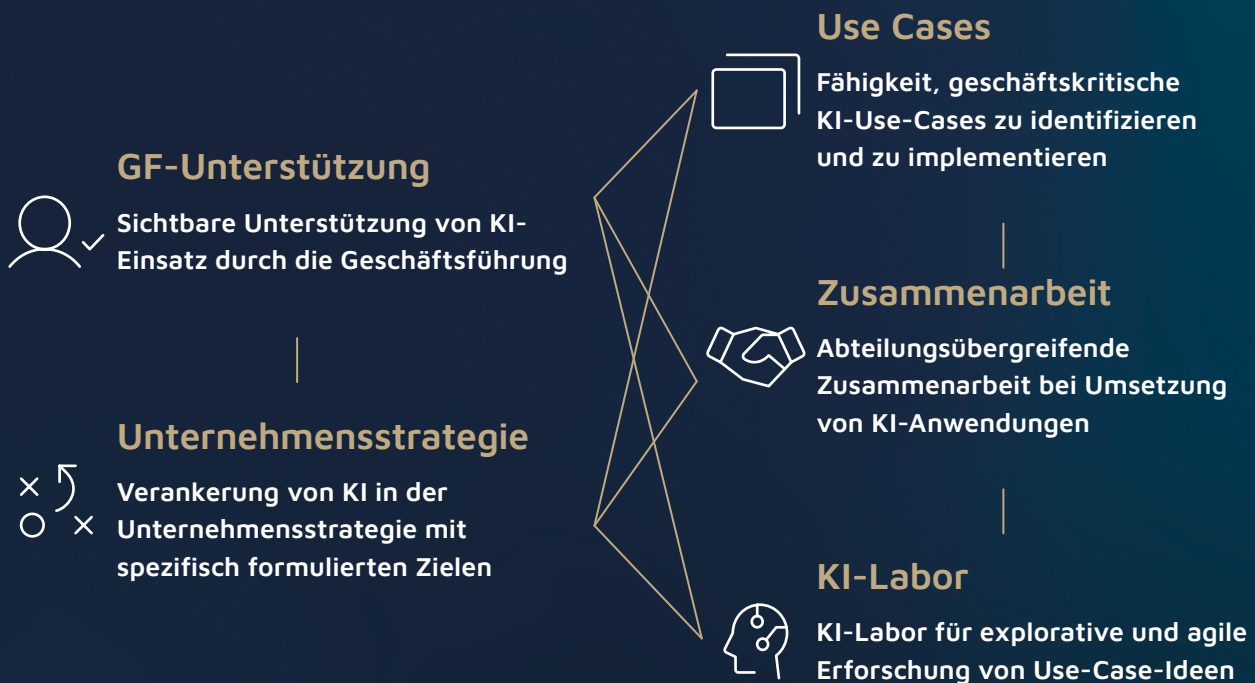 GF-Unterstützung
Sichtbare Unterstützung von KI-
Einsatz durch die Geschäftsführung
Unternehmensstrategie
Verankerung von KI in der
Unternehmensstrategie mit
spezifisch formulierten Zielen
Use Cases
Fähigkeit, geschäftskritische
KI-Use-Cases zu identifizieren
und zu implementieren
Zusammenarbeit
Abteilungsübergreifende
Zusammenarbeit bei Umsetzung
von KI-Anwendungen
KI-Labor
KI-Labor für explorative und agile
Erforschung von Use-Case-Ideen